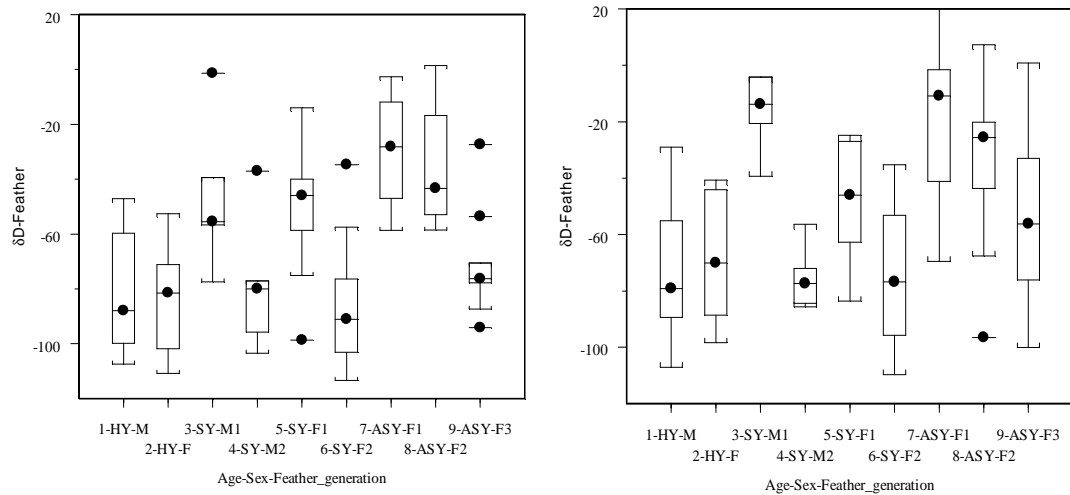 20
-20
-60
-100
δD-Feather
1-HY-M
3-SY-M1
5-SY-F1
7-ASY-F1
9-ASY-F3
2-HY-F
4-SY-M2
6-SY-F2
8-ASY-F2
Age-Sex-Feather_generation
20
-20
-60
-100
δD-Feather
1-HY-M
3-SY-M1
5-SY-F1
7-ASY-F1
9-ASY-F3
2-HY-F
4-SY-M2
6-SY-F2
8-ASY-F2
Age-Sex-Feather_generation